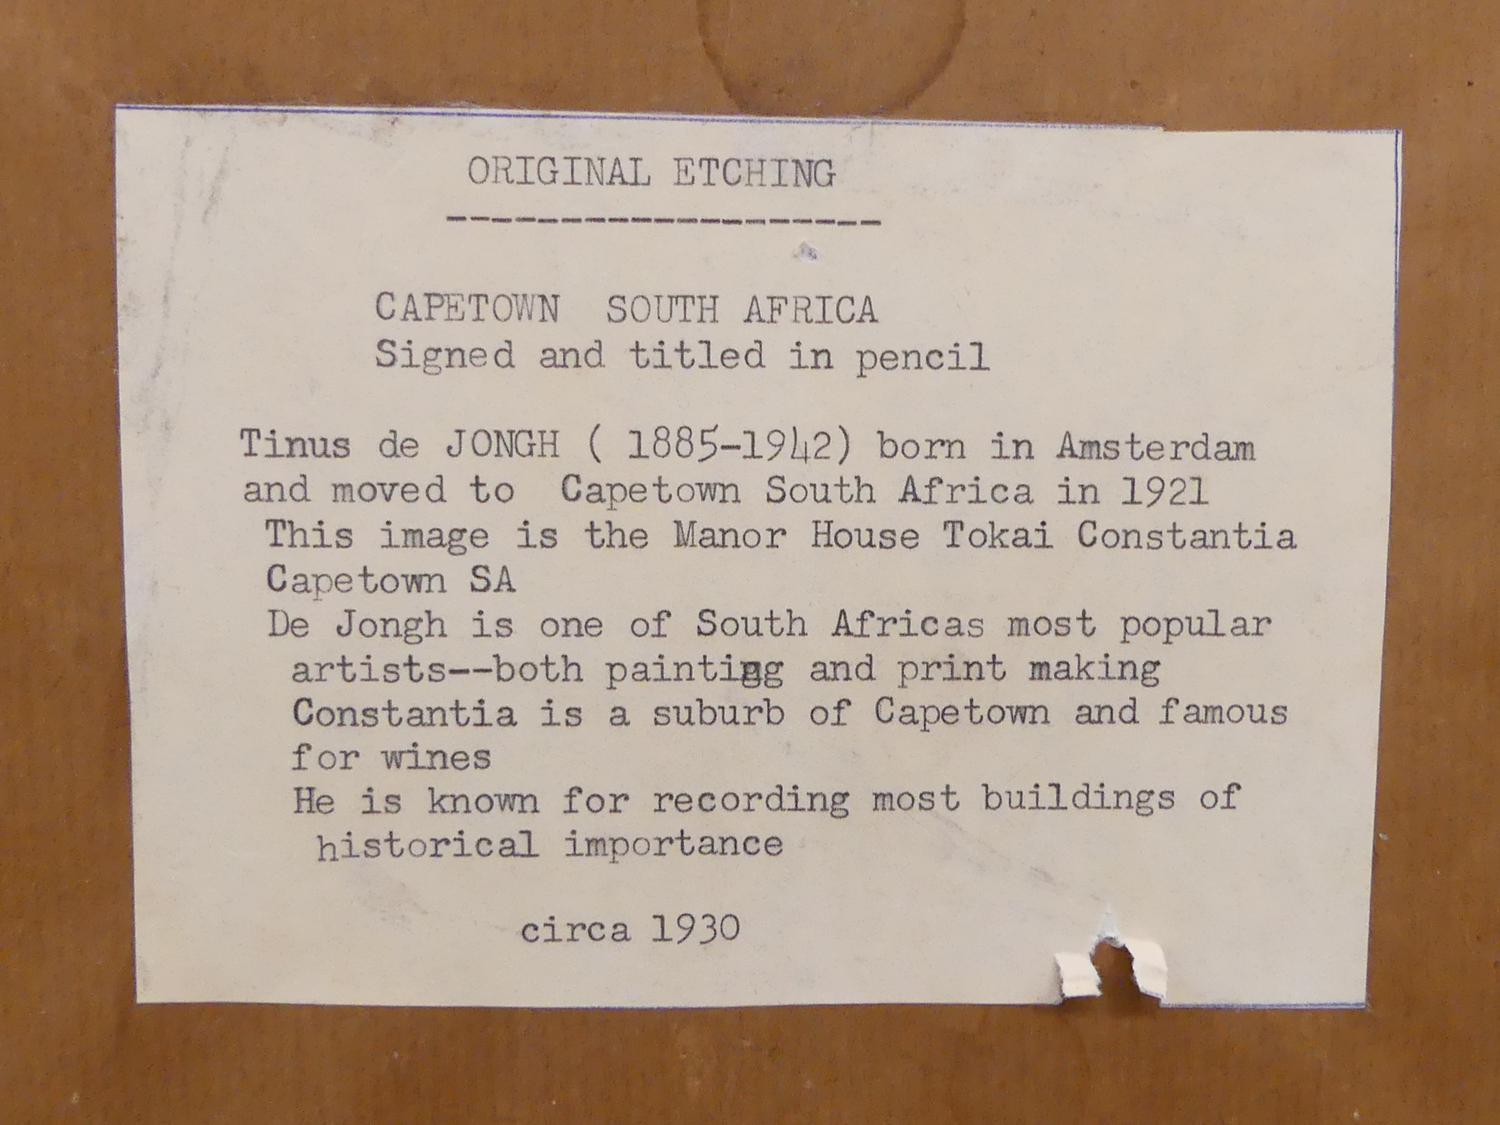 ORIGINAL ETCHING
-------------------
CAPETOWN SOUTH AFRICA
Signed and titled in pencil
Tinus de JONGH ( 1885-1942) born in Amsterdam
and moved to Capetown South Africa in 1921
This image is the Manor House Tokai Constantia
Capetown SA
De Jongh is one of South Africas most popular
artists--both painting and print making
Constantia is a suburb of Capetown and famous
for wines
He is known for recording most buildings of
historical importance
circa 1930